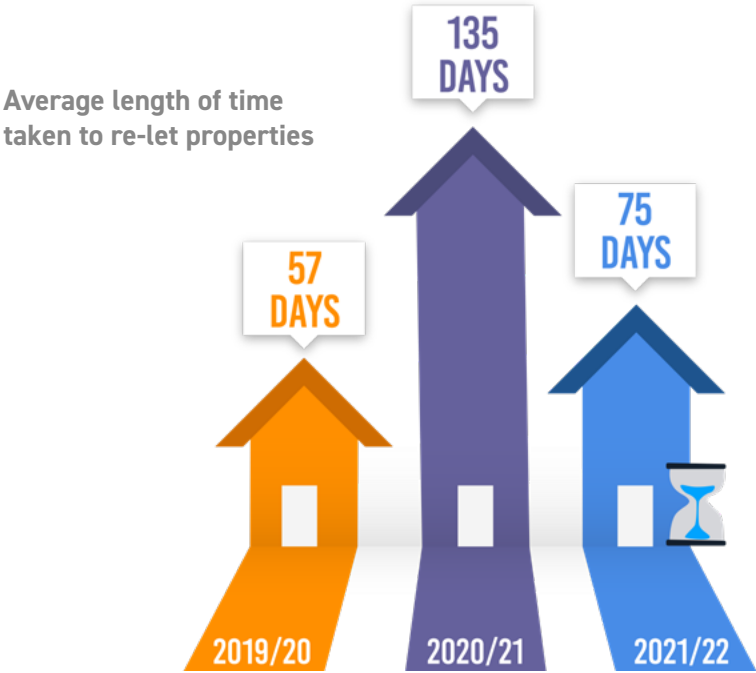 Average length of time
taken to re-let properties
57
DAYS
135
DAYS
75
DAYS
2019/20
2020/21
2021/22